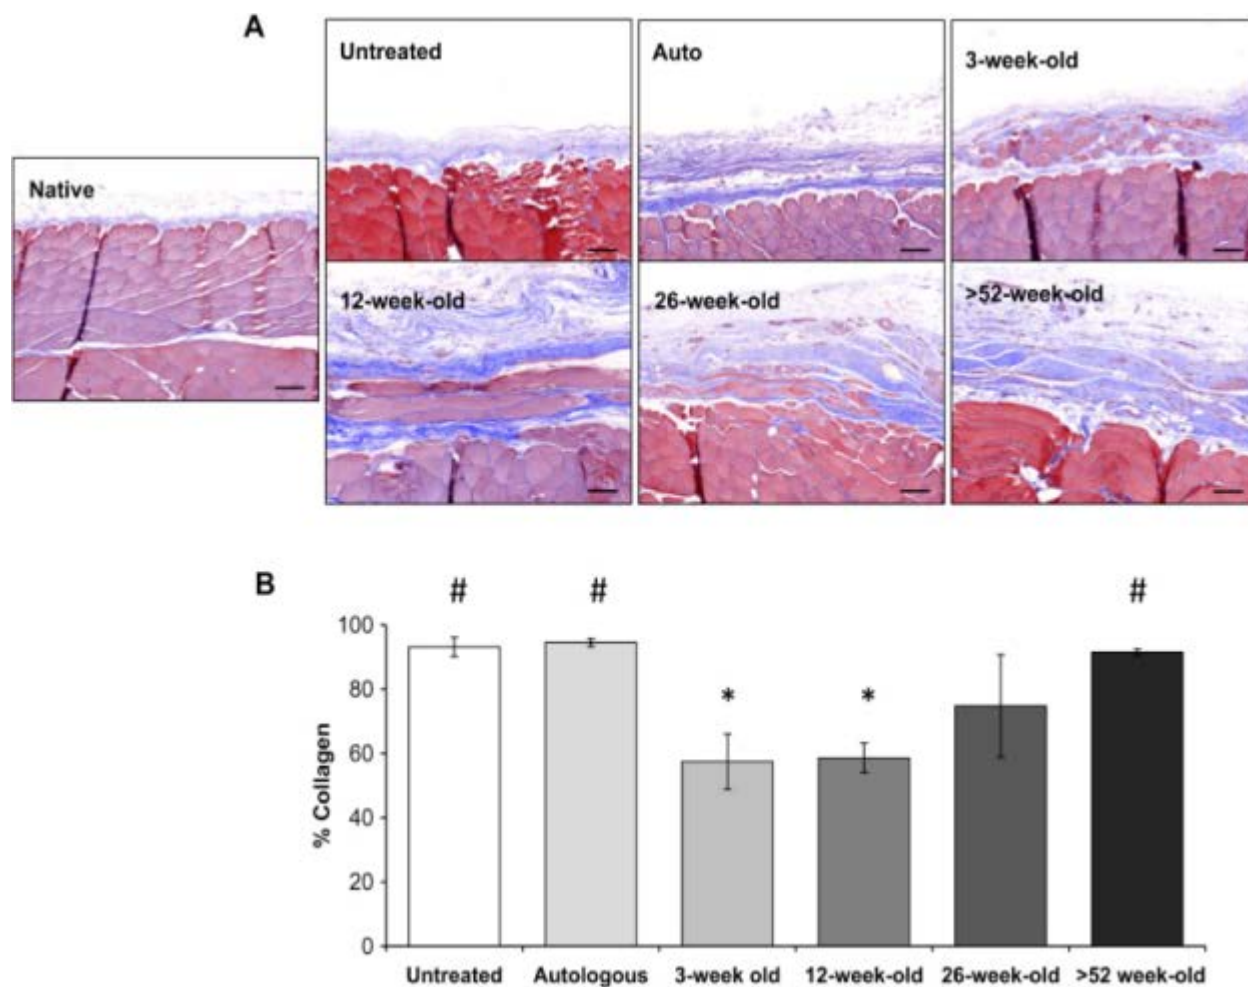 A
Untreated
Auto
3-week-old
Native
12-week-old
26-week-old
>52-week-old
B
# # #
* *
% Collagen
100
80
60
40
20
0
Untreated Autologous 3-week old 12-week-old 26-week-old >52 week-old